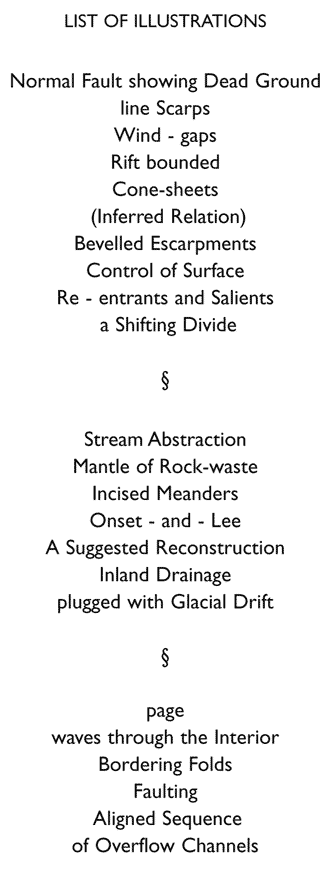 LIST OF ILLUSTRATIONS
Normal Fault showing Dead Ground
line Scarps
Wind - gaps
Rift bounded
Cone-sheets
(Inferred Relation)
Bevelled Escarpments
Control of Surface
Re - entrants and Salients
a Shifting Divide
§
Stream Abstraction
Mantle of Rock-waste
Incised Meanders
Onset - and - Lee
A Suggested Reconstruction
Inland Drainage
plugged with Glacial Drift
§
page
waves through the Interior
Bordering Folds
Faulting
Aligned Sequence
of Overflow Channels